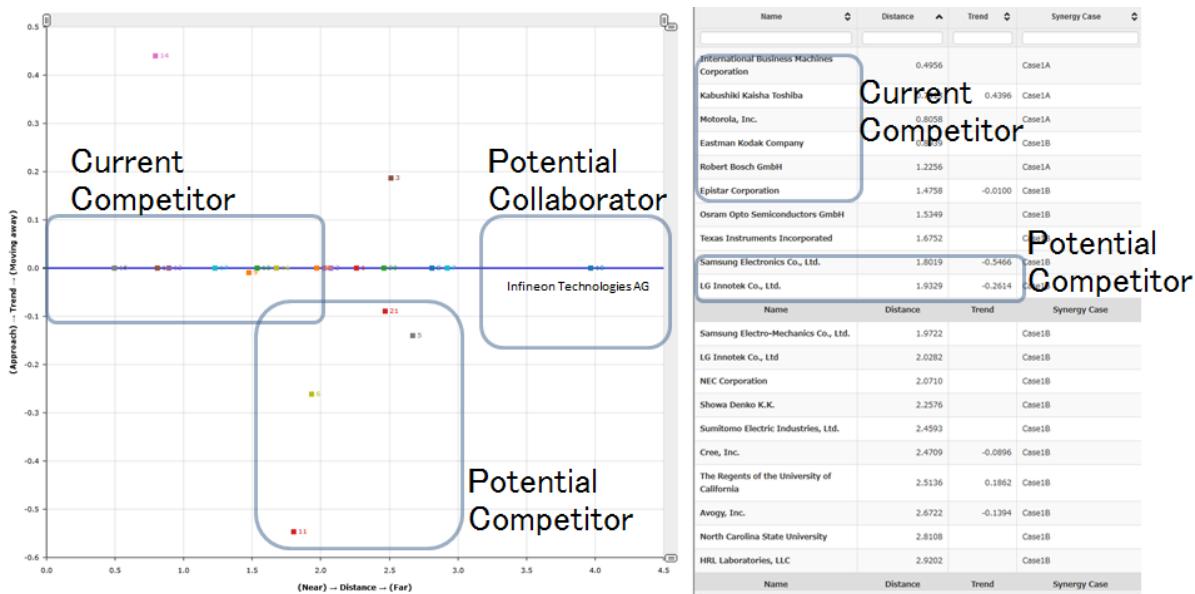 0.5
0.4
0.3
0.2
0.1
0.0
-0.1
-0.2
-0.3
-0.4
-0.5
-0.6
0.0 0.5 1.0 1.5 2.0 2.5 3.0 3.5 4.0 4.5
(Approach) → Trend → (Moving away)
(Near) → Distance → (Far)
14
3
21
5
6
11
Current
Competitor
Potential
Collaborator
Infineon Technologies AG
Potential
Competitor
Name Distance Trend Synergy Case
International Business Machines
Corporation 0.4956 Case1A
Kabushiki Kaisha Toshiba 0.4396 Case1A
Motorola, Inc. 0.8058 Case1A
Eastman Kodak Company
Robert Bosch GmbH 1.2256 Case1A
Epistar Corporation 1.4758 -0.0100 Case1B
Osram Opto Semiconductors GmbH 1.5349 Case1B
Texas Instruments Incorporated 1.6752
Samsung Electronics Co., Ltd. 1.8019 -0.5466 Case1B
LG Innotek Co., Ltd. 1.9329 -0.2614 Case1B
Current
Competitor
Potential
Competitor
Name Distance Trend Synergy Case
Samsung Electro-Mechanics Co., Ltd. 1.9722 Case1B
LG Innotek Co., Ltd 2.0282 Case1B
NEC Corporation 2.0710 Case1B
Showa Denko K.K. 2.2576 Case1B
Sumitomo Electric Industries, Ltd. 2.4593 Case1B
Cree, Inc. 2.4709 -0.0896 Case1B
The Regents of the University of
California 2.5136 0.1862 Case1B
Avogy, Inc. 2.6722 -0.1394 Case1B
North Carolina State University 2.8108 Case1B
HRL Laboratories, LLC 2.9202 Case1B
Name Distance Trend Synergy Case